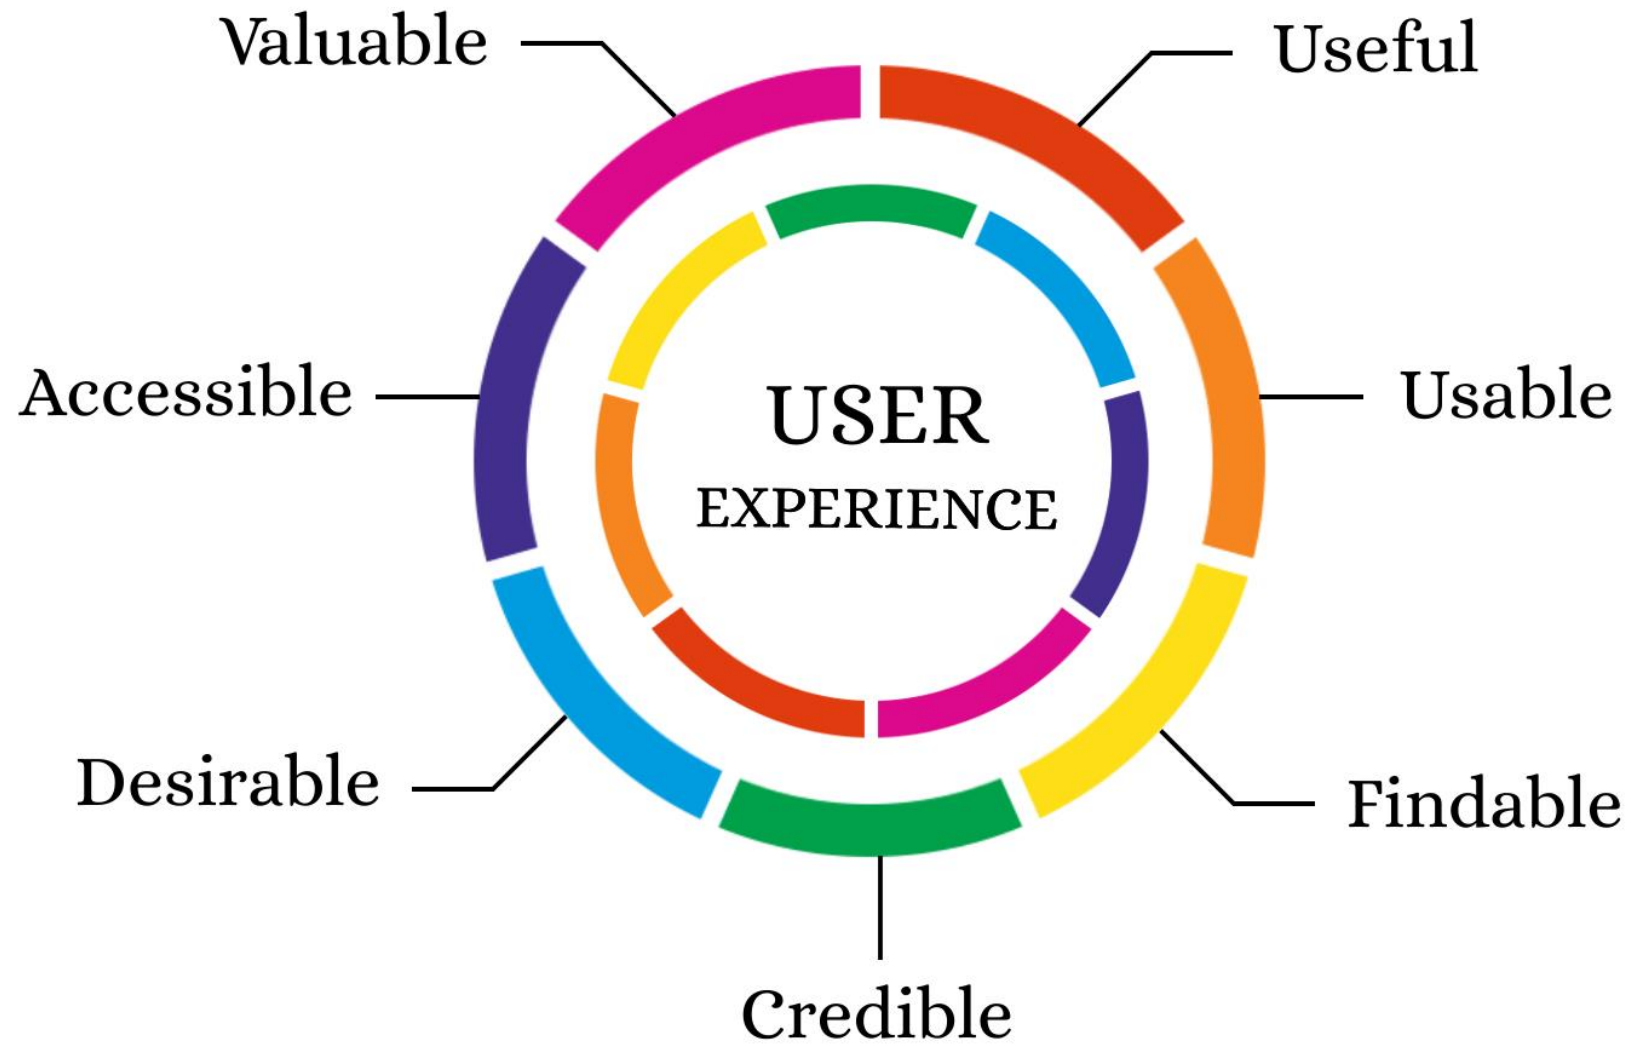 Valuable
Useful
Accessible
USER
EXPERIENCE
Usable
Desirable
Findable
Credible